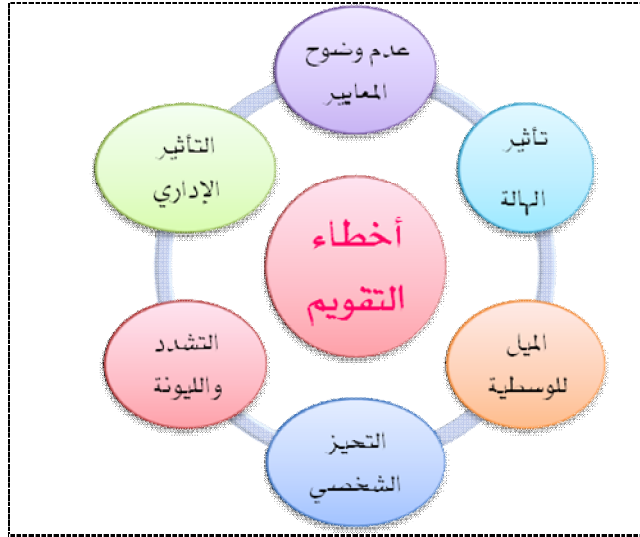 عدم وضوح
المعايير
تأثير
الهالة
الميل
للوسطية
التحيز
الشخصي
التشدد
والليونة
التأثير
الإداري
أخطاء
التقويم